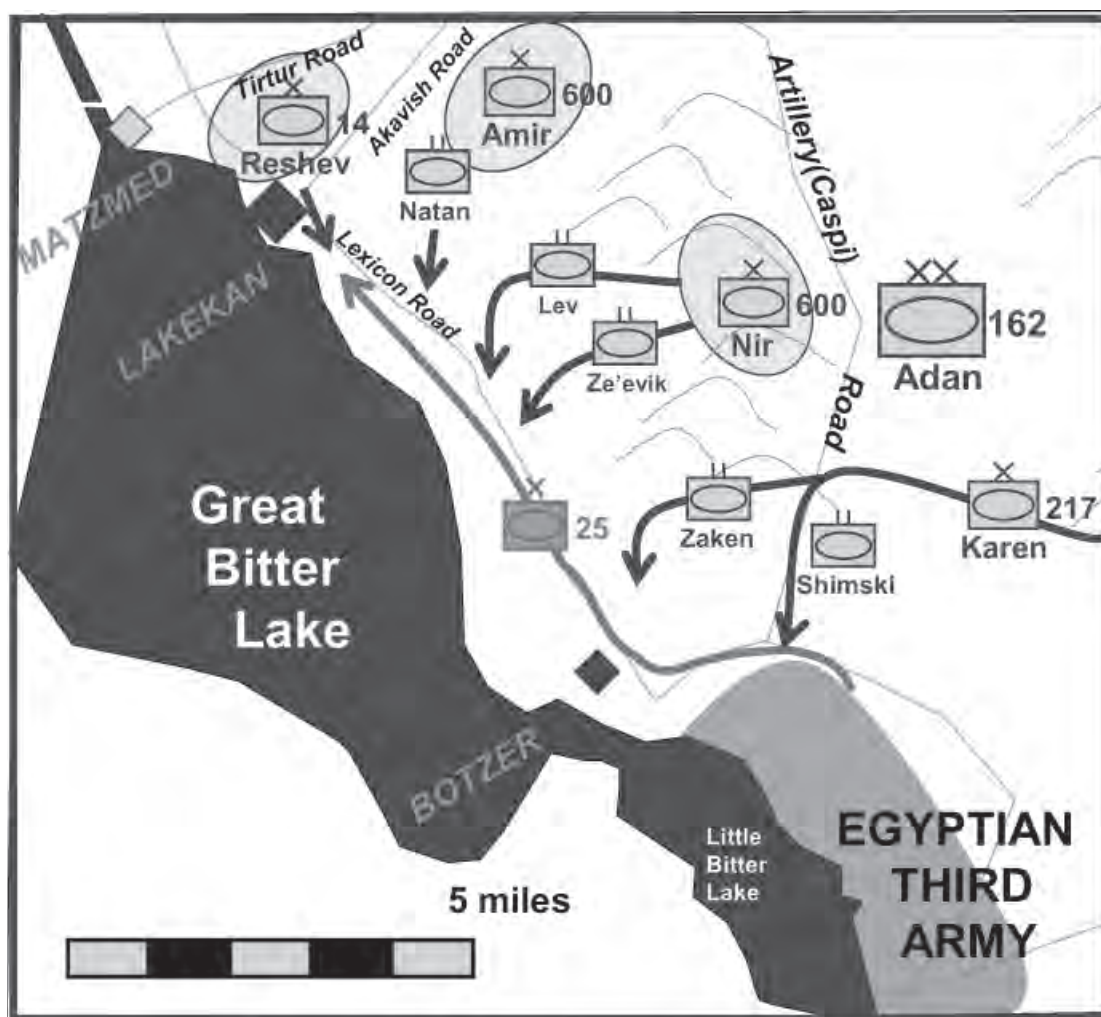 Tirtur Road
14
Reshev
Akavish Road
600
Amir
Natan
Artillery(Caspi)
Road
MATZMED
LAKEKAN
Lexicon Road
Lev
Ze'evik
600
Nir
162
Adan
Great
Bitter
Lake
25
Zaken
Shimski
217
Karen
BOTZER
Little
Bitter
Lake
EGYPTIAN
THIRD
ARMY
5 miles